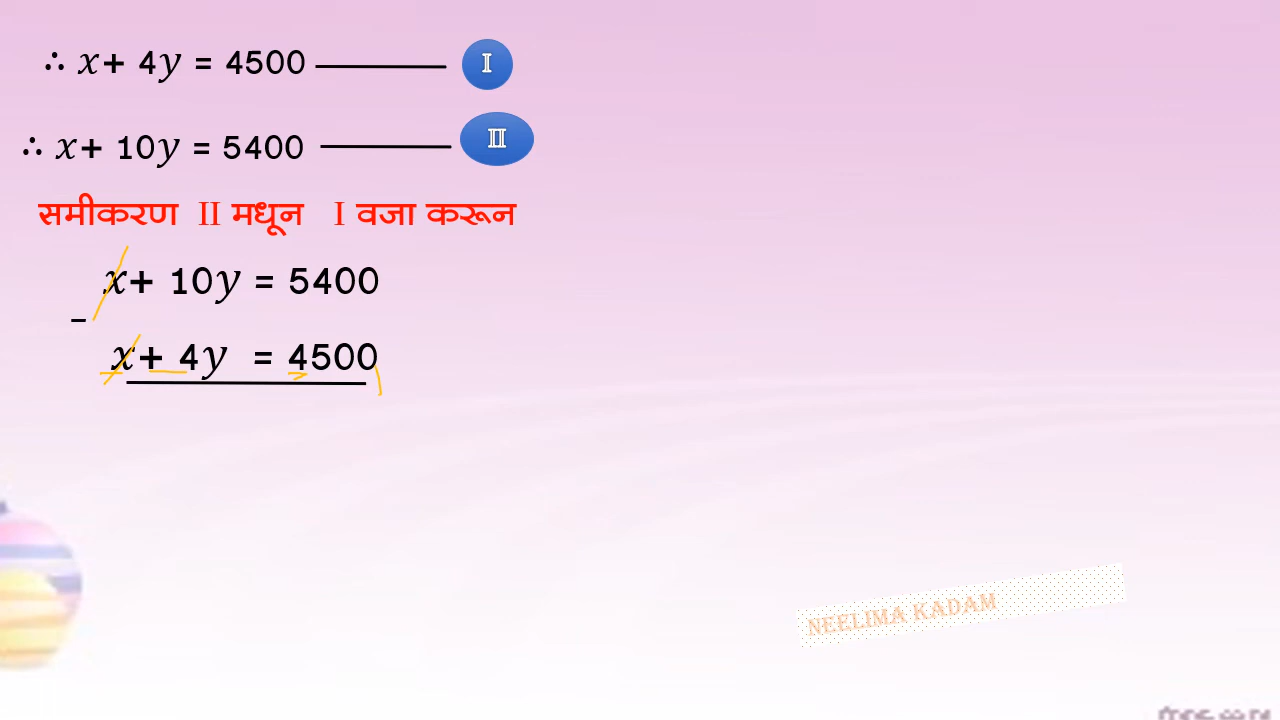 ∴ x+ 4y = 4500 ——— I
∴ x+ 10y = 5400 ——— II
समीकरण II मधून I वजा करून
x+ 10y = 5400
–
x+ 4y = 4500
NEELIMA KADAM